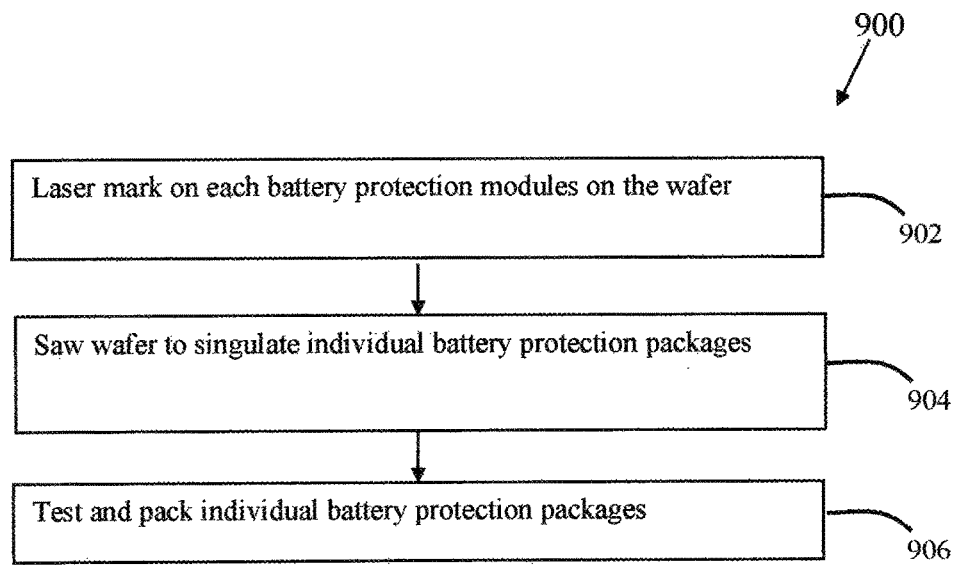 900
Laser mark on each battery protection modules on the wafer
902
Saw wafer to singulate individual battery protection packages
904
Test and pack individual battery protection packages
906